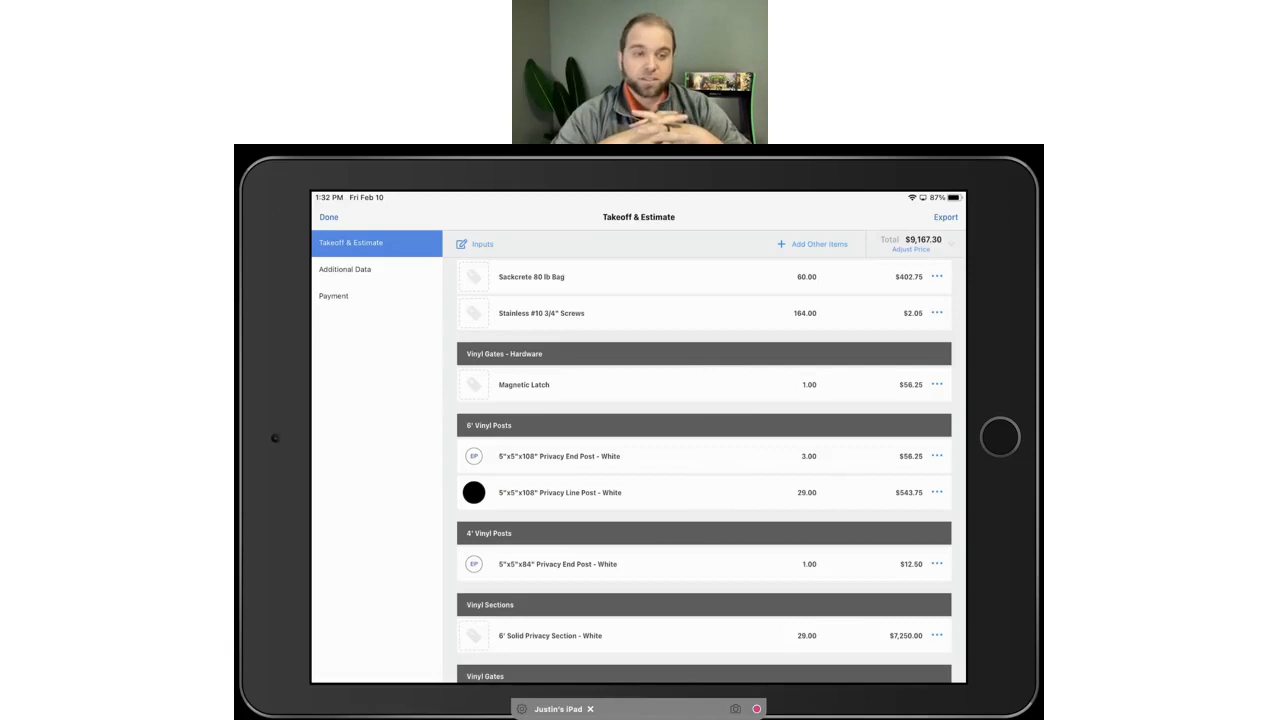 1:32 PM Fri Feb 10 87%
Done Takeoff & Estimate Export
Takeoff & Estimate
Additional Data
Payment
Inputs + Add Other Items Total $9,167.30
Adjust Price
Sackcrete 80 lb Bag 60.00 $402.75
Stainless #10 3/4" Screws 164.00 $2.05
Vinyl Gates - Hardware
Magnetic Latch 1.00 $56.25
6' Vinyl Posts
EP 5"x5"x108" Privacy End Post - White 3.00 $56.25
5"x5"x108" Privacy Line Post - White 29.00 $543.75
4' Vinyl Posts
EP 5"x5"x84" Privacy End Post - White 1.00 $12.50
Vinyl Sections
6' Solid Privacy Section - White 29.00 $7,250.00
Vinyl Gates
Justin's iPad